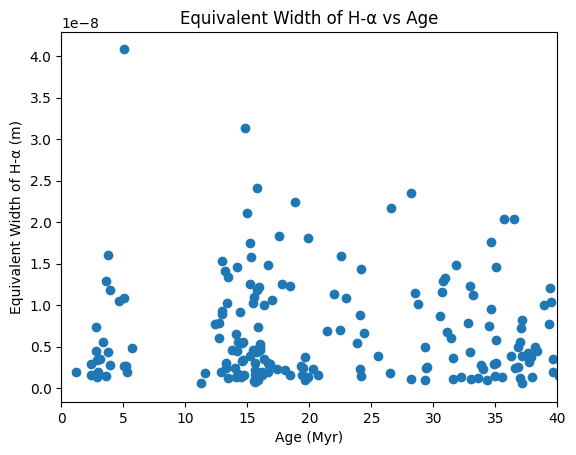 Equivalent Width of H-α vs Age
1e−8
4.0
3.5
3.0
2.5
2.0
1.5
1.0
0.5
0.0
Equivalent Width of H-α (m)
0 5 10 15 20 25 30 35 40
Age (Myr)